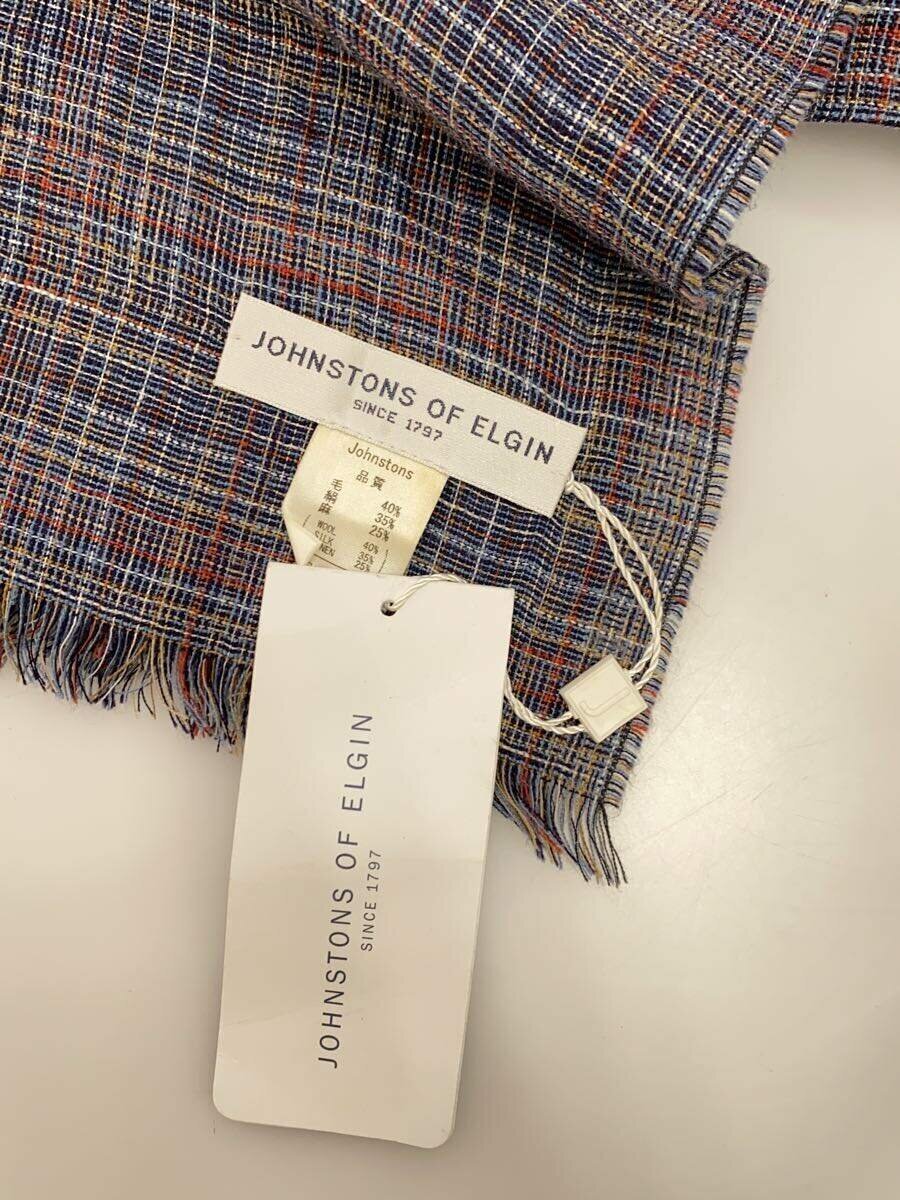 JOHNSTONS OF ELGIN
SINCE 1797
Johnstons
品質
毛 40%
絹 35%
麻 25%
WOOL 40%
SILK 35%
NEN 25%
JOHNSTONS OF ELGIN
SINCE 1797